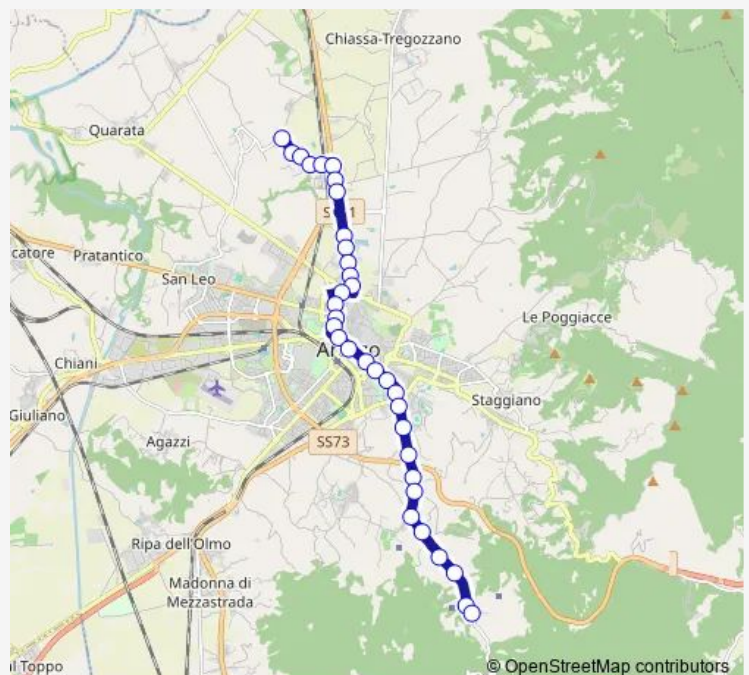 Chiassa-Tregozzano
Quarata
catore
Pratantico
San Leo
Le Poggiacce
Chiani
Staggiano
Giuliano
Agazzi
SS73
Ripa dell'Olmo
Madonna di
Mezzastrada
al Toppo
© OpenStreetMap contributors